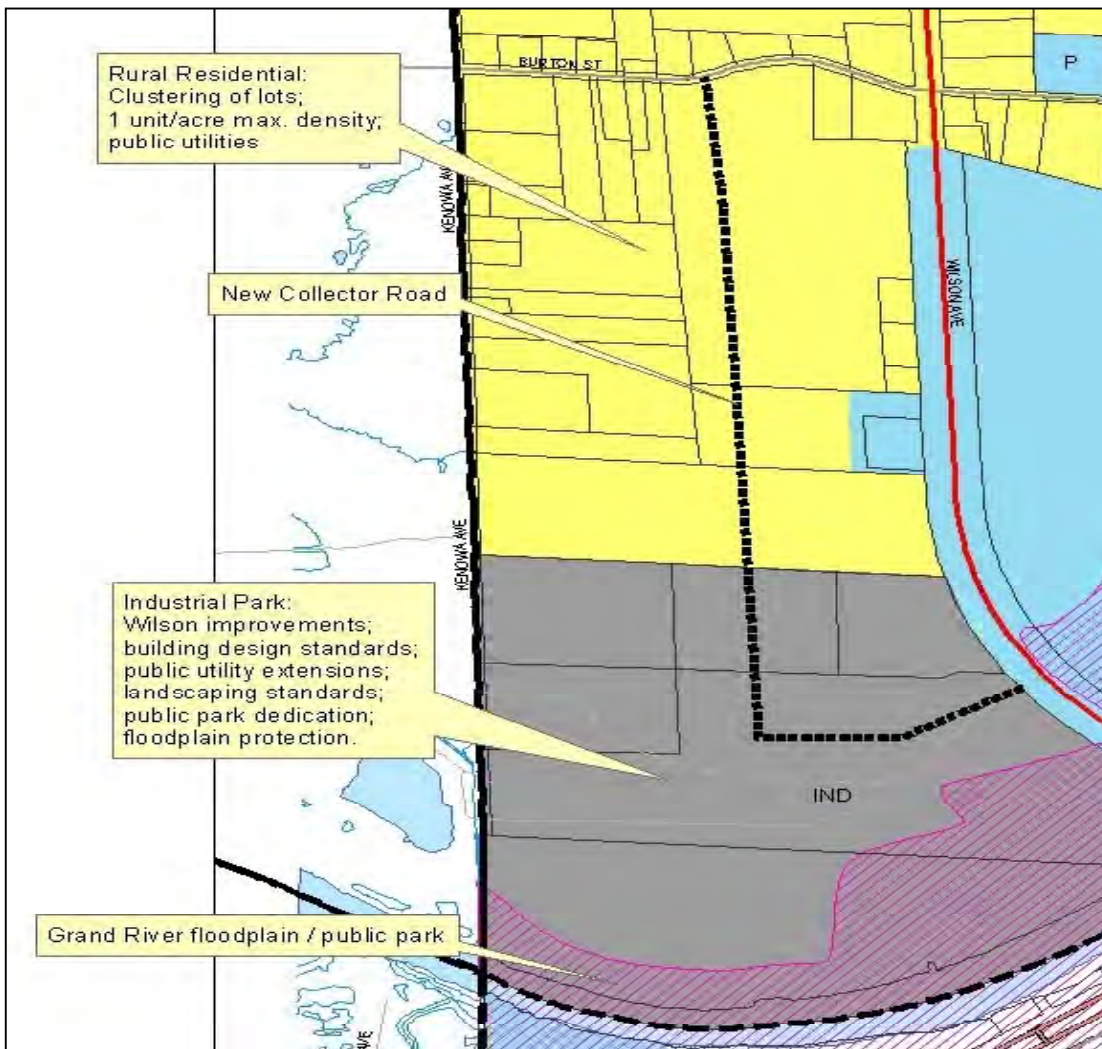 Rural Residential:
Clustering of lots;
1 unit/acre max. density;
public utilities
BURTON ST
P
KENOWA AVE
New Collector Road
WILSON AVE
KENOWA AVE
Industrial Park:
Wilson improvements;
building design standards;
public utility extensions;
landscaping standards;
public park dedication;
floodplain protection.
IND
Grand River floodplain / public park
AVE